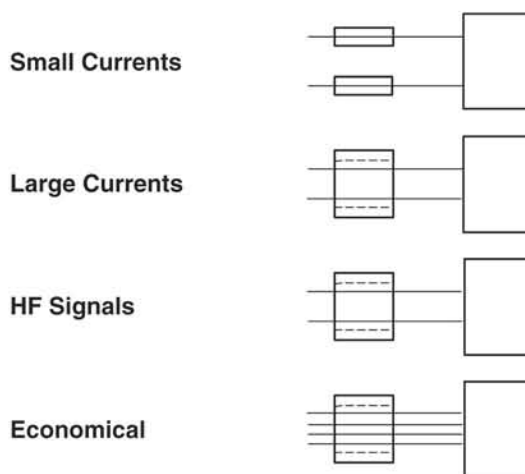 Small Currents
Large Currents
HF Signals
Economical